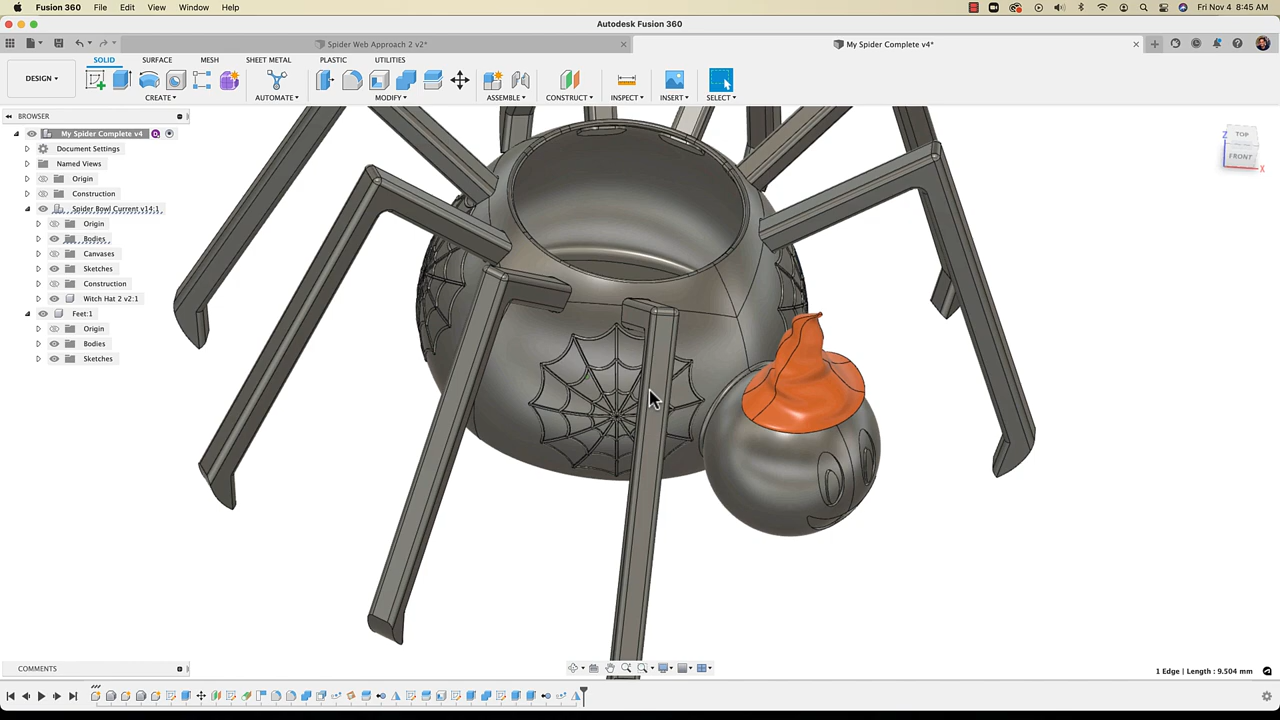 Fusion 360 File Edit View Window Help Fri Nov 4 8:45 AM
Autodesk Fusion 360
Spider Web Approach 2 v2* My Spider Complete v4*
SOLID SURFACE MESH SHEET METAL PLASTIC UTILITIES
DESIGN
CREATE AUTOMATE MODIFY ASSEMBLE CONSTRUCT INSPECT INSERT SELECT
BROWSER
My Spider Complete v4
Document Settings
Named Views
Origin
Construction
Spider Bowl Current v14:1
Origin
Bodies
Canvases
Sketches
Construction
Witch Hat 2 v2:1
Feet:1
Origin
Bodies
Sketches
TOP
Z
FRONT
X
COMMENTS
1 Edge | Length : 9.504 mm